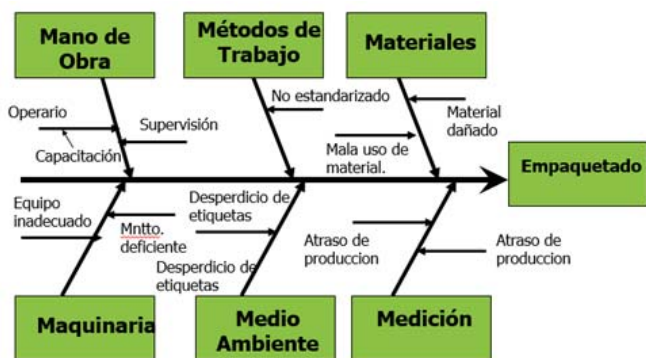 Mano de
Obra
Métodos de
Trabajo
Materiales
Operario
Capacitación
Supervisión
No estandarizado
Mala uso de
material.
Material
dañado
Empaquetado
Equipo
inadecuado
Mntto.
deficiente
Desperdicio de
etiquetas
Desperdicio de
etiquetas
Atraso de
produccion
Atraso de
produccion
Maquinaria
Medio
Ambiente
Medición